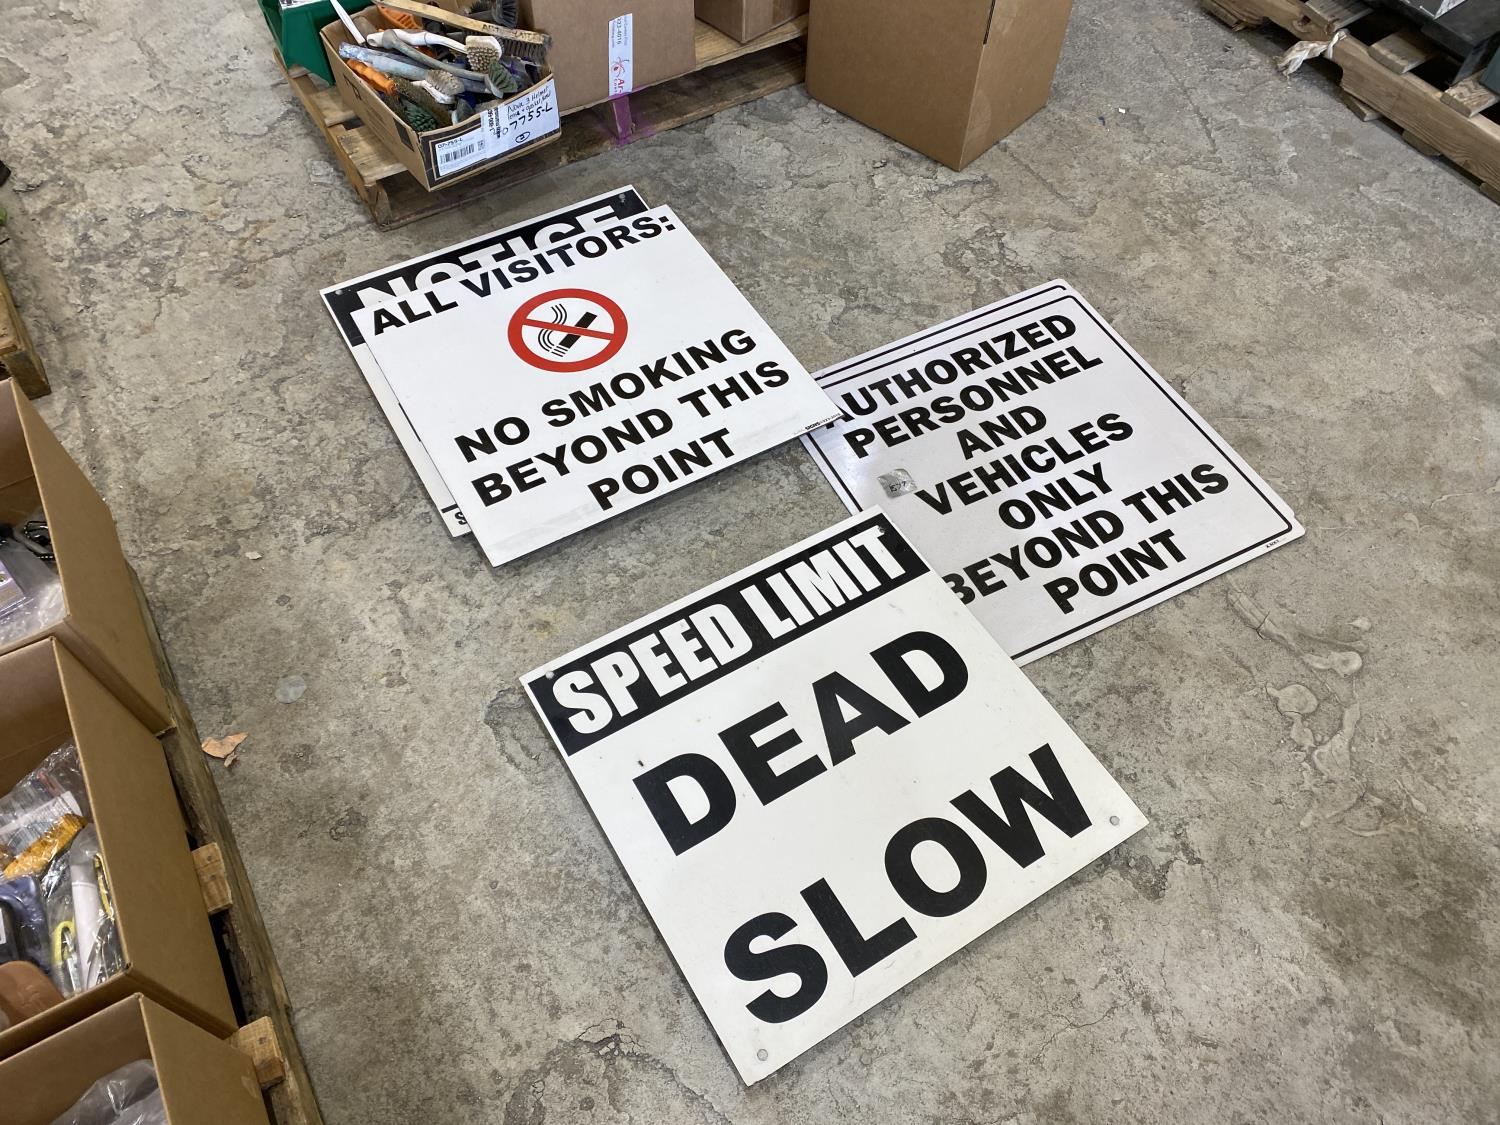 NOTICE
ALL VISITORS:
NO SMOKING
BEYOND THIS
POINT
AUTHORIZED
PERSONNEL
AND
VEHICLES
ONLY
BEYOND THIS
POINT
SPEED LIMIT
DEAD
SLOW
7755-L